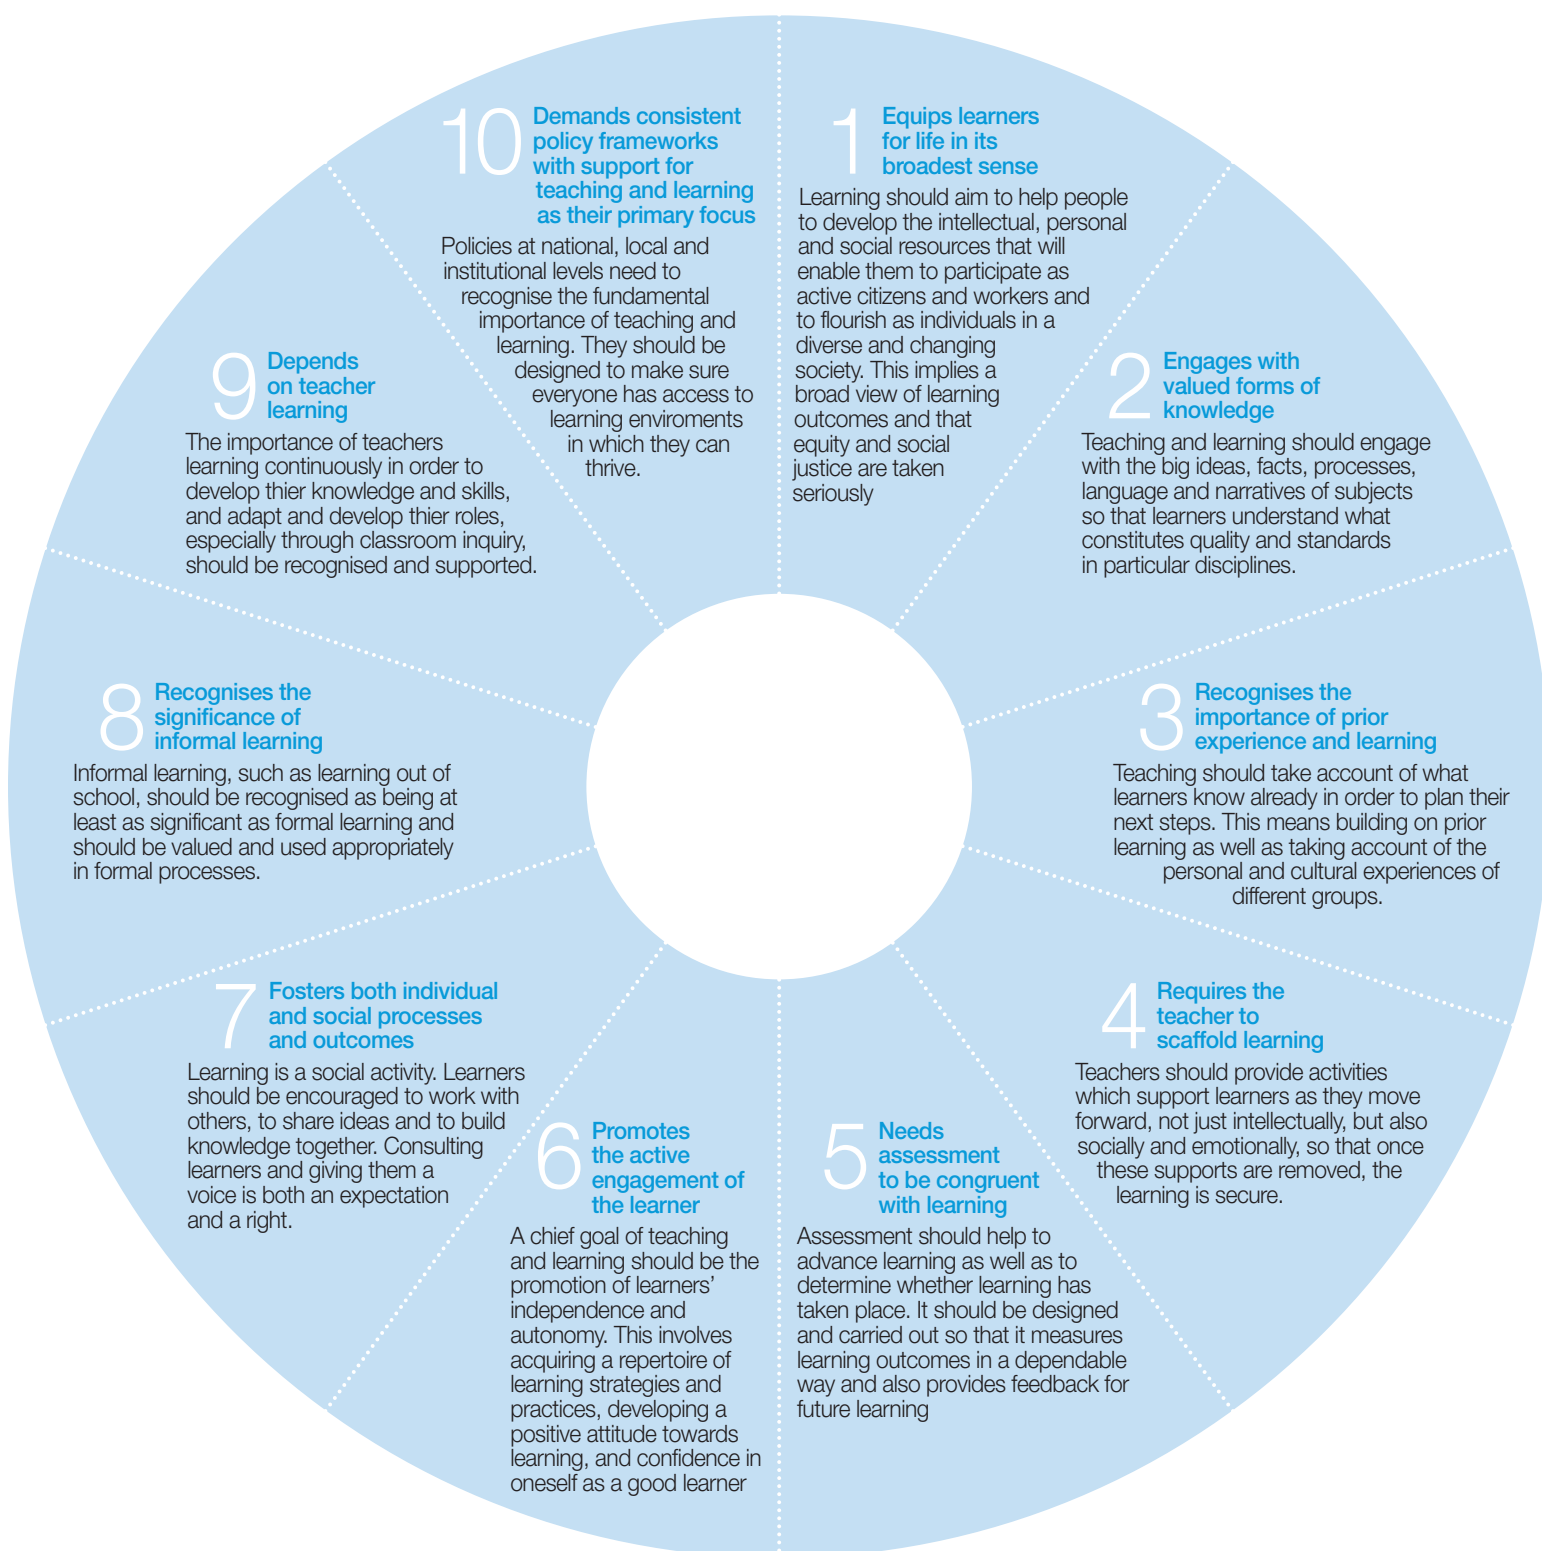 1
Equips learners
for life in its
broadest sense
Learning should aim to help people
to develop the intellectual, personal
and social resources that will
enable them to participate as
active citizens and workers and
to flourish as individuals in a
diverse and changing
society. This implies a
broad view of learning
outcomes and that
equity and social
justice are taken
seriously
2
Engages with
valued forms of
knowledge
Teaching and learning should engage
with the big ideas, facts, processes,
language and narratives of subjects
so that learners understand what
constitutes quality and standards
in particular disciplines.
3
Recognises the
importance of prior
experience and learning
Teaching should take account of what
learners know already in order to plan their
next steps. This means building on prior
learning as well as taking account of the
personal and cultural experiences of
different groups.
4
Requires the
teacher to
scaffold learning
Teachers should provide activities
which support learners as they move
forward, not just intellectually, but also
socially and emotionally, so that once
these supports are removed, the
learning is secure.
5
Needs
assessment
to be congruent
with learning
Assessment should help to
advance learning as well as to
determine whether learning has
taken place. It should be designed
and carried out so that it measures
learning outcomes in a dependable
way and also provides feedback for
future learning
6
Promotes
the active
engagement of
the learner
A chief goal of teaching
and learning should be the
promotion of learners’
independence and
autonomy. This involves
acquiring a repertoire of
learning strategies and
practices, developing a
positive attitude towards
learning, and confidence in
oneself as a good learner
7
Fosters both individual
and social processes
and outcomes
Learning is a social activity. Learners
should be encouraged to work with
others, to share ideas and to build
knowledge together. Consulting
learners and giving them a
voice is both an expectation
and a right.
8
Recognises the
significance of
informal learning
Informal learning, such as learning out of
school, should be recognised as being at
least as significant as formal learning and
should be valued and used appropriately
in formal processes.
9
Depends
on teacher
learning
The importance of teachers
learning continuously in order to
develop thier knowledge and skills,
and adapt and develop thier roles,
especially through classroom inquiry,
should be recognised and supported.
10
Demands consistent
policy frameworks
with support for
teaching and learning
as their primary focus
Policies at national, local and
institutional levels need to
recognise the fundamental
importance of teaching and
learning. They should be
designed to make sure
everyone has access to
learning enviroments
in which they can
thrive.